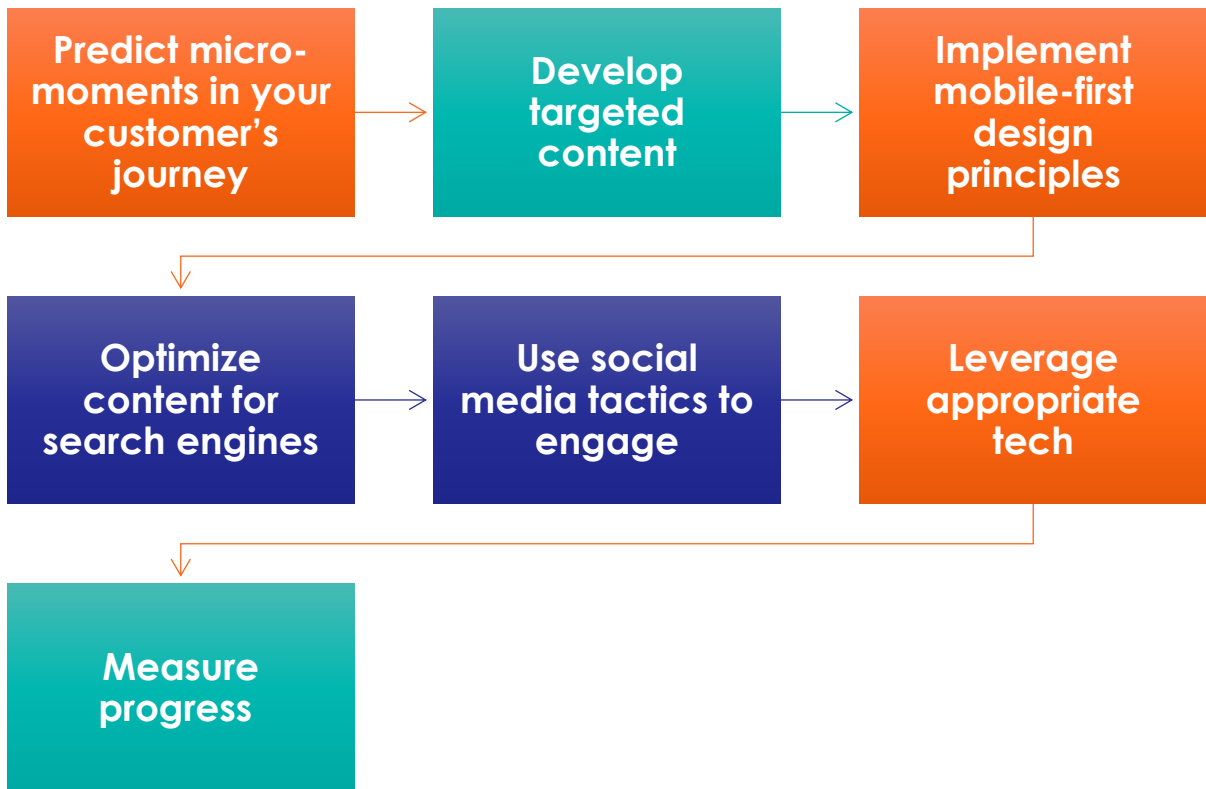 Predict micro-
moments in your
customer's
journey
Develop
targeted
content
Implement
mobile-first
design
principles
Optimize
content for
search engines
Use social
media tactics to
engage
Leverage
appropriate
tech
Measure
progress